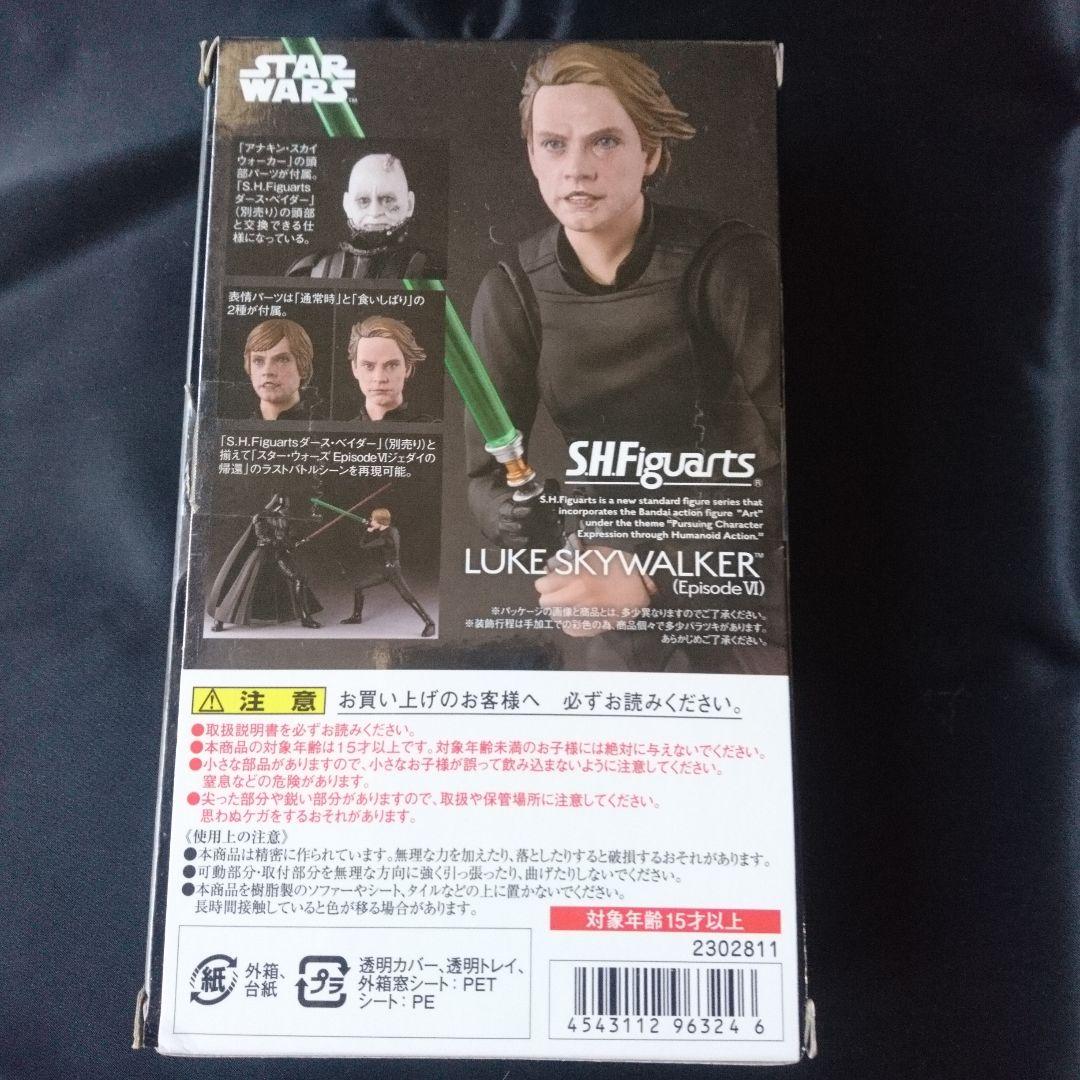 STAR
WARS™
「アナキン・スカイ
ウォーカー」の頭
部パーツが付属。
「S.H.Figuarts
ダース・ベイダー」
(別売り)の頭部
と交換できる仕
様になっている。
表情パーツは「通常時」と「食いしばり」の
2種が付属。
「S.H.Figuartsダース・ベイダー」(別売り)と
揃えて「スター・ウォーズ EpisodeⅥジェダイの
帰還」のラストバトルシーンを再現可能。
S.H.Figuarts®
S.H.Figuarts is a new standard figure series that
incorporates the Bandai action figure "Art"
under the theme "Pursuing Character
Expression through Humanoid Action."
LUKE SKYWALKER™
(Episode Ⅵ)
※パッケージの画像と商品とは、多少異なりますのでご了承ください。
※装飾行程は手加工での彩色の為、商品個々で多少バラツキがあります。
あらかじめご了承ください。
⚠注意 お買い上げのお客様へ 必ずお読みください。
●取扱説明書を必ずお読みください。
●本商品の対象年齢は15才以上です。対象年齢未満のお子様には絶対に与えないでください。
●小さな部品がありますので、小さなお子様が誤って飲み込まないように注意してください。
窒息などの危険があります。
●尖った部分や鋭い部分がありますので、取扱や保管場所に注意してください。
思わぬケガをするおそれがあります。
《使用上の注意》
●本商品は精密に作られています。無理な力を加えたり、落としたりすると破損するおそれがあります。
●可動部分・取付部分を無理な方向に強く引っ張ったり、曲げたりしないでください。
●本商品を樹脂製のソファーやシート、タイルなどの上に置かないでください。
長時間接触していると色が移る場合があります。
対象年齢15才以上
2302811
紙 外箱、
台紙
プラ 透明カバー、透明トレイ、
外箱窓シート:PET
シート:PE
4543112 963246